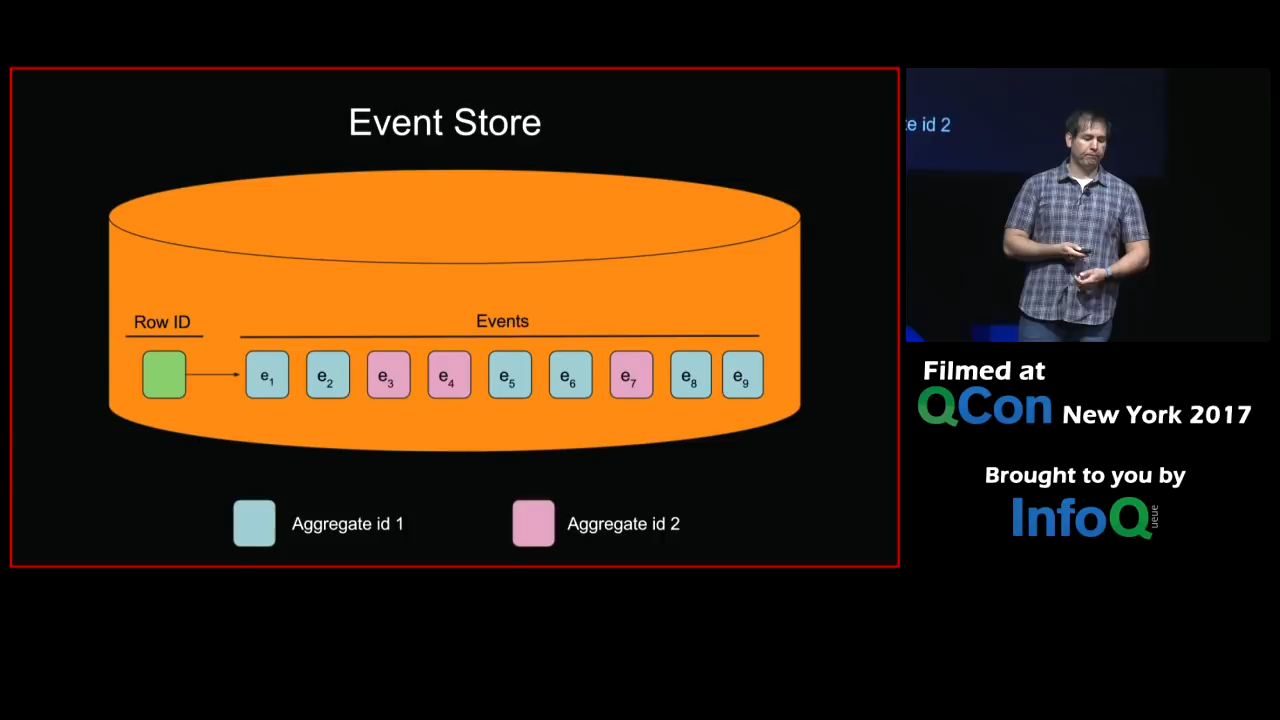 Event Store
Row ID
Events
e1
e2
e3
e4
e5
e6
e7
e8
e9
Aggregate id 1
Aggregate id 2
e id 2
Filmed at
QCon New York 2017
Brought to you by
InfoQ
queue